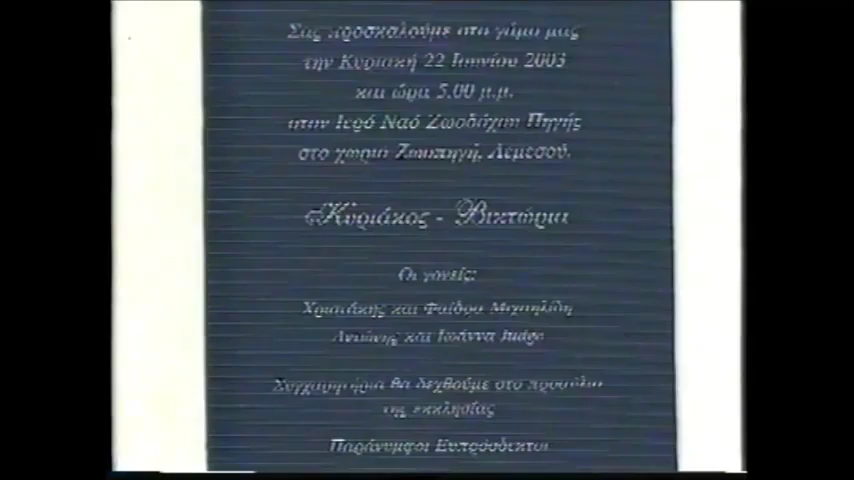 Σας προσκαλούμε στο γάμο μας
την Κυριακή 22 Ιουνίου 2003
και ώρα 5.00 μ.μ.
στον Ιερό Ναό Ζωοδόχου Πηγής
στο χωριό Ζωοπηγή, Λεμεσού.
Κυριάκος - Βικτώρια
Οι γονείς:
Χριστάκης και Φαίδρα Μιχαηλίδη
Αντώνης και Ιωάννα Judge
Συγχαρητήρια θα δεχθούμε στο προαύλιο
της εκκλησίας
Παράνυμφοι Ευπρόσδεκτοι